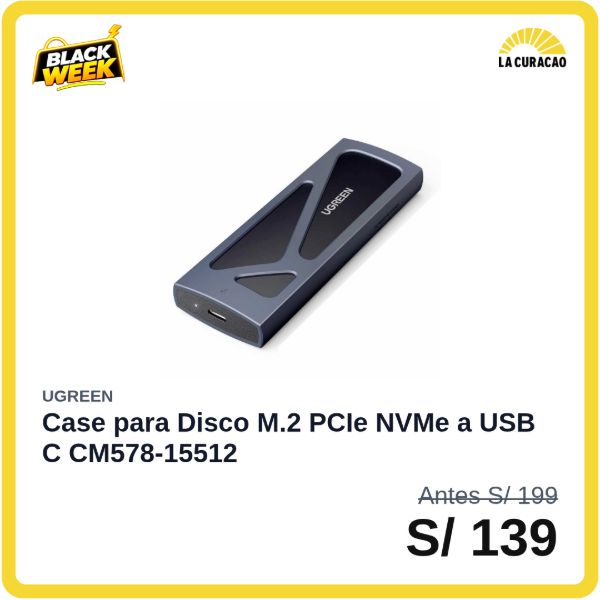 BLACK
WEEK
LA CURACAO
UGREEN
UGREEN
Case para Disco M.2 PCIe NVMe a USB
C CM578-15512
Antes S/ 199
S/ 139